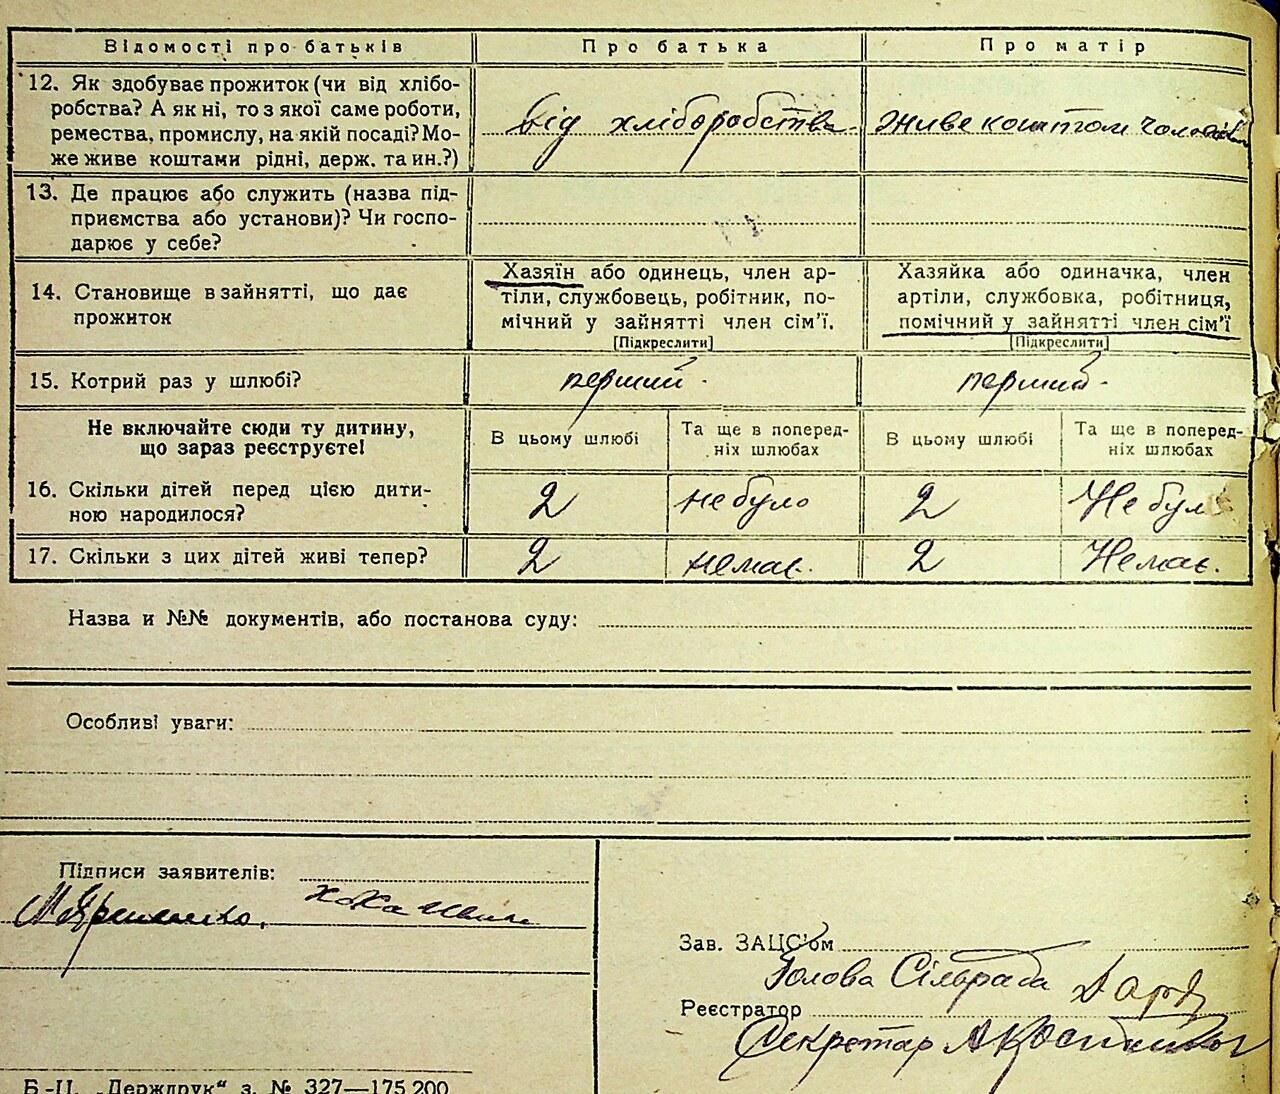 Відомості про батьків Про батька Про матір
12. Як здобуває прожиток (чи від хлібо-
робства? А як ні, то з якої саме роботи,
ремества, промислу, на якій посаді? Мо-
же живе коштами рідні, держ. та ин.?)
від хліборобства. живе коштом
13. Де працює або служить (назва під-
приємства або установи)? Чи госпо-
дарює у себе?
14. Становище в зайнятті, що дає
прожиток
Хазяїн або одинець, член ар-
тіли, службовець, робітник, по-
мічний у зайнятті член сім'ї.
[Підкреслити]
Хазяйка або одиначка, член
артіли, службовка, робітниця,
помічний у зайнятті член сім'ї
[Підкреслити]
15. Котрий раз у шлюбі? перший. перший.
Не включайте сюди ту дитину,
що зараз реєструєте!
В цьому шлюбі
Та ще в поперед-
ніх шлюбах
В цьому шлюбі
Та ще в поперед-
ніх шлюбах
16. Скільки дітей перед цією дити-
ною народилося?
2 не було 2 Не було
17. Скільки з цих дітей живі тепер? 2 немає. 2 Немає.
Назва и №№ документів, або постанова суду:
Особливі уваги:
Підписи заявителів:
Зав. ЗАЦС'ом
Голова Сільради
Реєстратор
Секретар
Б-Ц. „Держдрук“ з. № 327—175.200